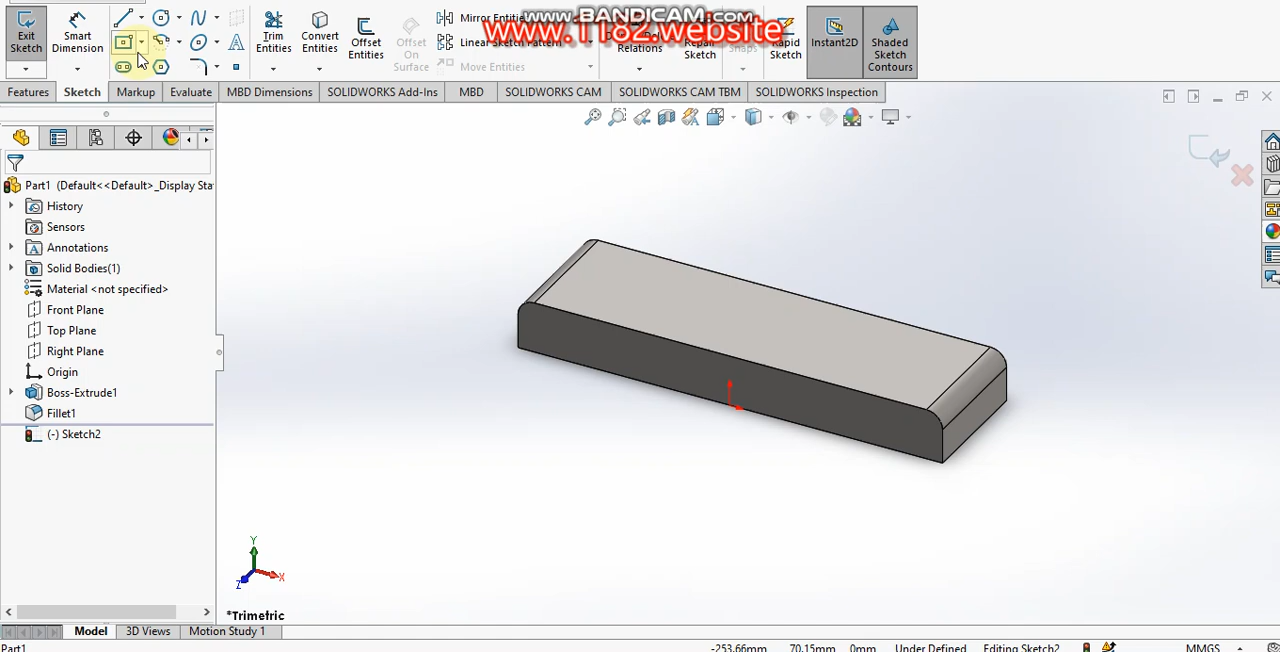 www.BANDICAM.com
www.1182.website
Exit Sketch
Smart Dimension
Trim Entities
Convert Entities
Offset Entities
Offset On Surface
Mirror Entities
Linear Sketch Pattern
Move Entities
Relations
Repair Sketch
Snaps
Rapid Sketch
Instant2D
Shaded Sketch Contours
Features
Sketch
Markup
Evaluate
MBD Dimensions
SOLIDWORKS Add-Ins
MBD
SOLIDWORKS CAM
SOLIDWORKS CAM TBM
SOLIDWORKS Inspection
Part1 (Default<<Default>_Display Sta
History
Sensors
Annotations
Solid Bodies(1)
Material <not specified>
Front Plane
Top Plane
Right Plane
Origin
Boss-Extrude1
Fillet1
(-) Sketch2
Y
X
Z
*Trimetric
Model
3D Views
Motion Study 1
Part1
-253.66mm
70.15mm
0mm
Under Defined
Editing Sketch2
MMGS